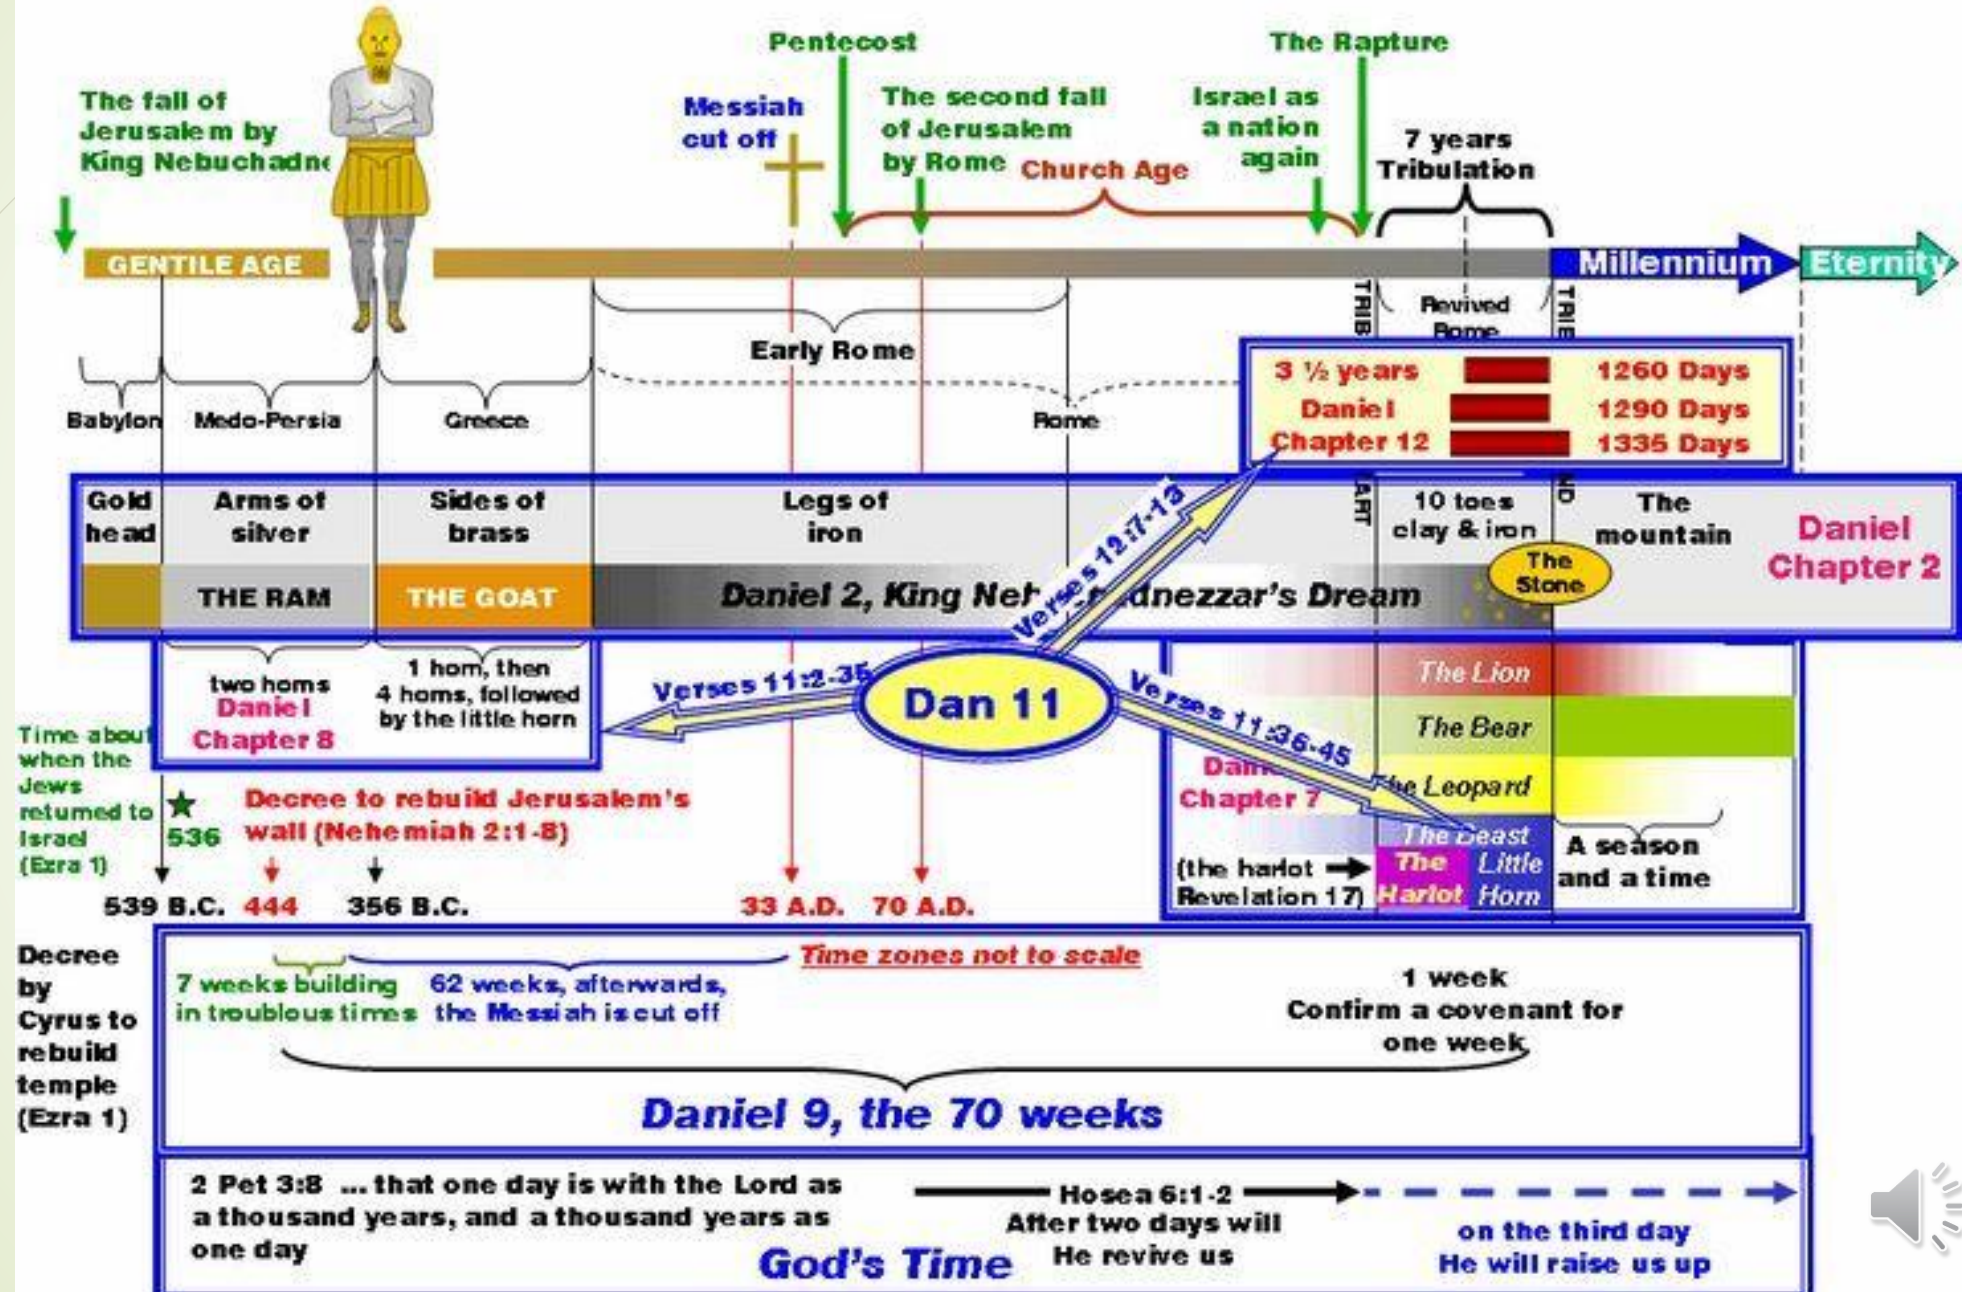 Pentecost
The Rapture
The fall of
Jerusalem by
King Nebuchadne
Messiah
cut off
The second fall
of Jerusalem
by Rome
Church Age
Israel as
a nation
again
7 years
Tribulation
GENTILE AGE
Millennium
Eternity
TRIB
Revived
Rome
TRIB
Early Rome
Babylon
Medo-Persia
Greece
Rome
3 ½ years
1260 Days
Daniel
1290 Days
Chapter 12
1335 Days
Gold
head
Arms of
silver
Sides of
brass
Legs of
iron
ART
10 toes
clay & iron
ND
The
mountain
Daniel
Chapter 2
The
Stone
THE RAM
THE GOAT
Daniel 2, King Neb
dnezzar's Dream
Verses 12:7-13
two horns
Daniel
Chapter 8
1 horn, then
4 horns, followed
by the little horn
Verses 11:2-35
Dan 11
Verses 11:36-45
The Lion
The Bear
Chapter 7
he Leopard
The Beast
(the harlot
Revelation 17)
The
Harlot
Little
Horn
A season
and a time
Time about
when the
Jews
returned to
Israel
(Ezra 1)
536
Decree to rebuild Jerusalem's
wall (Nehemiah 2:1-8)
539 B.C.
444
356 B.C.
33 A.D.
70 A.D.
Decree
by
Cyrus to
rebuild
temple
(Ezra 1)
7 weeks building
in troublous times
62 weeks, afterwards,
the Messiah is cut off
Time zones not to scale
1 week
Confirm a covenant for
one week
Daniel 9, the 70 weeks
2 Pet 3:8 ... that one day is with the Lord as
a thousand years, and a thousand years as
one day
God's Time
Hosea 6:1-2
After two days will
He revive us
on the third day
He will raise us up